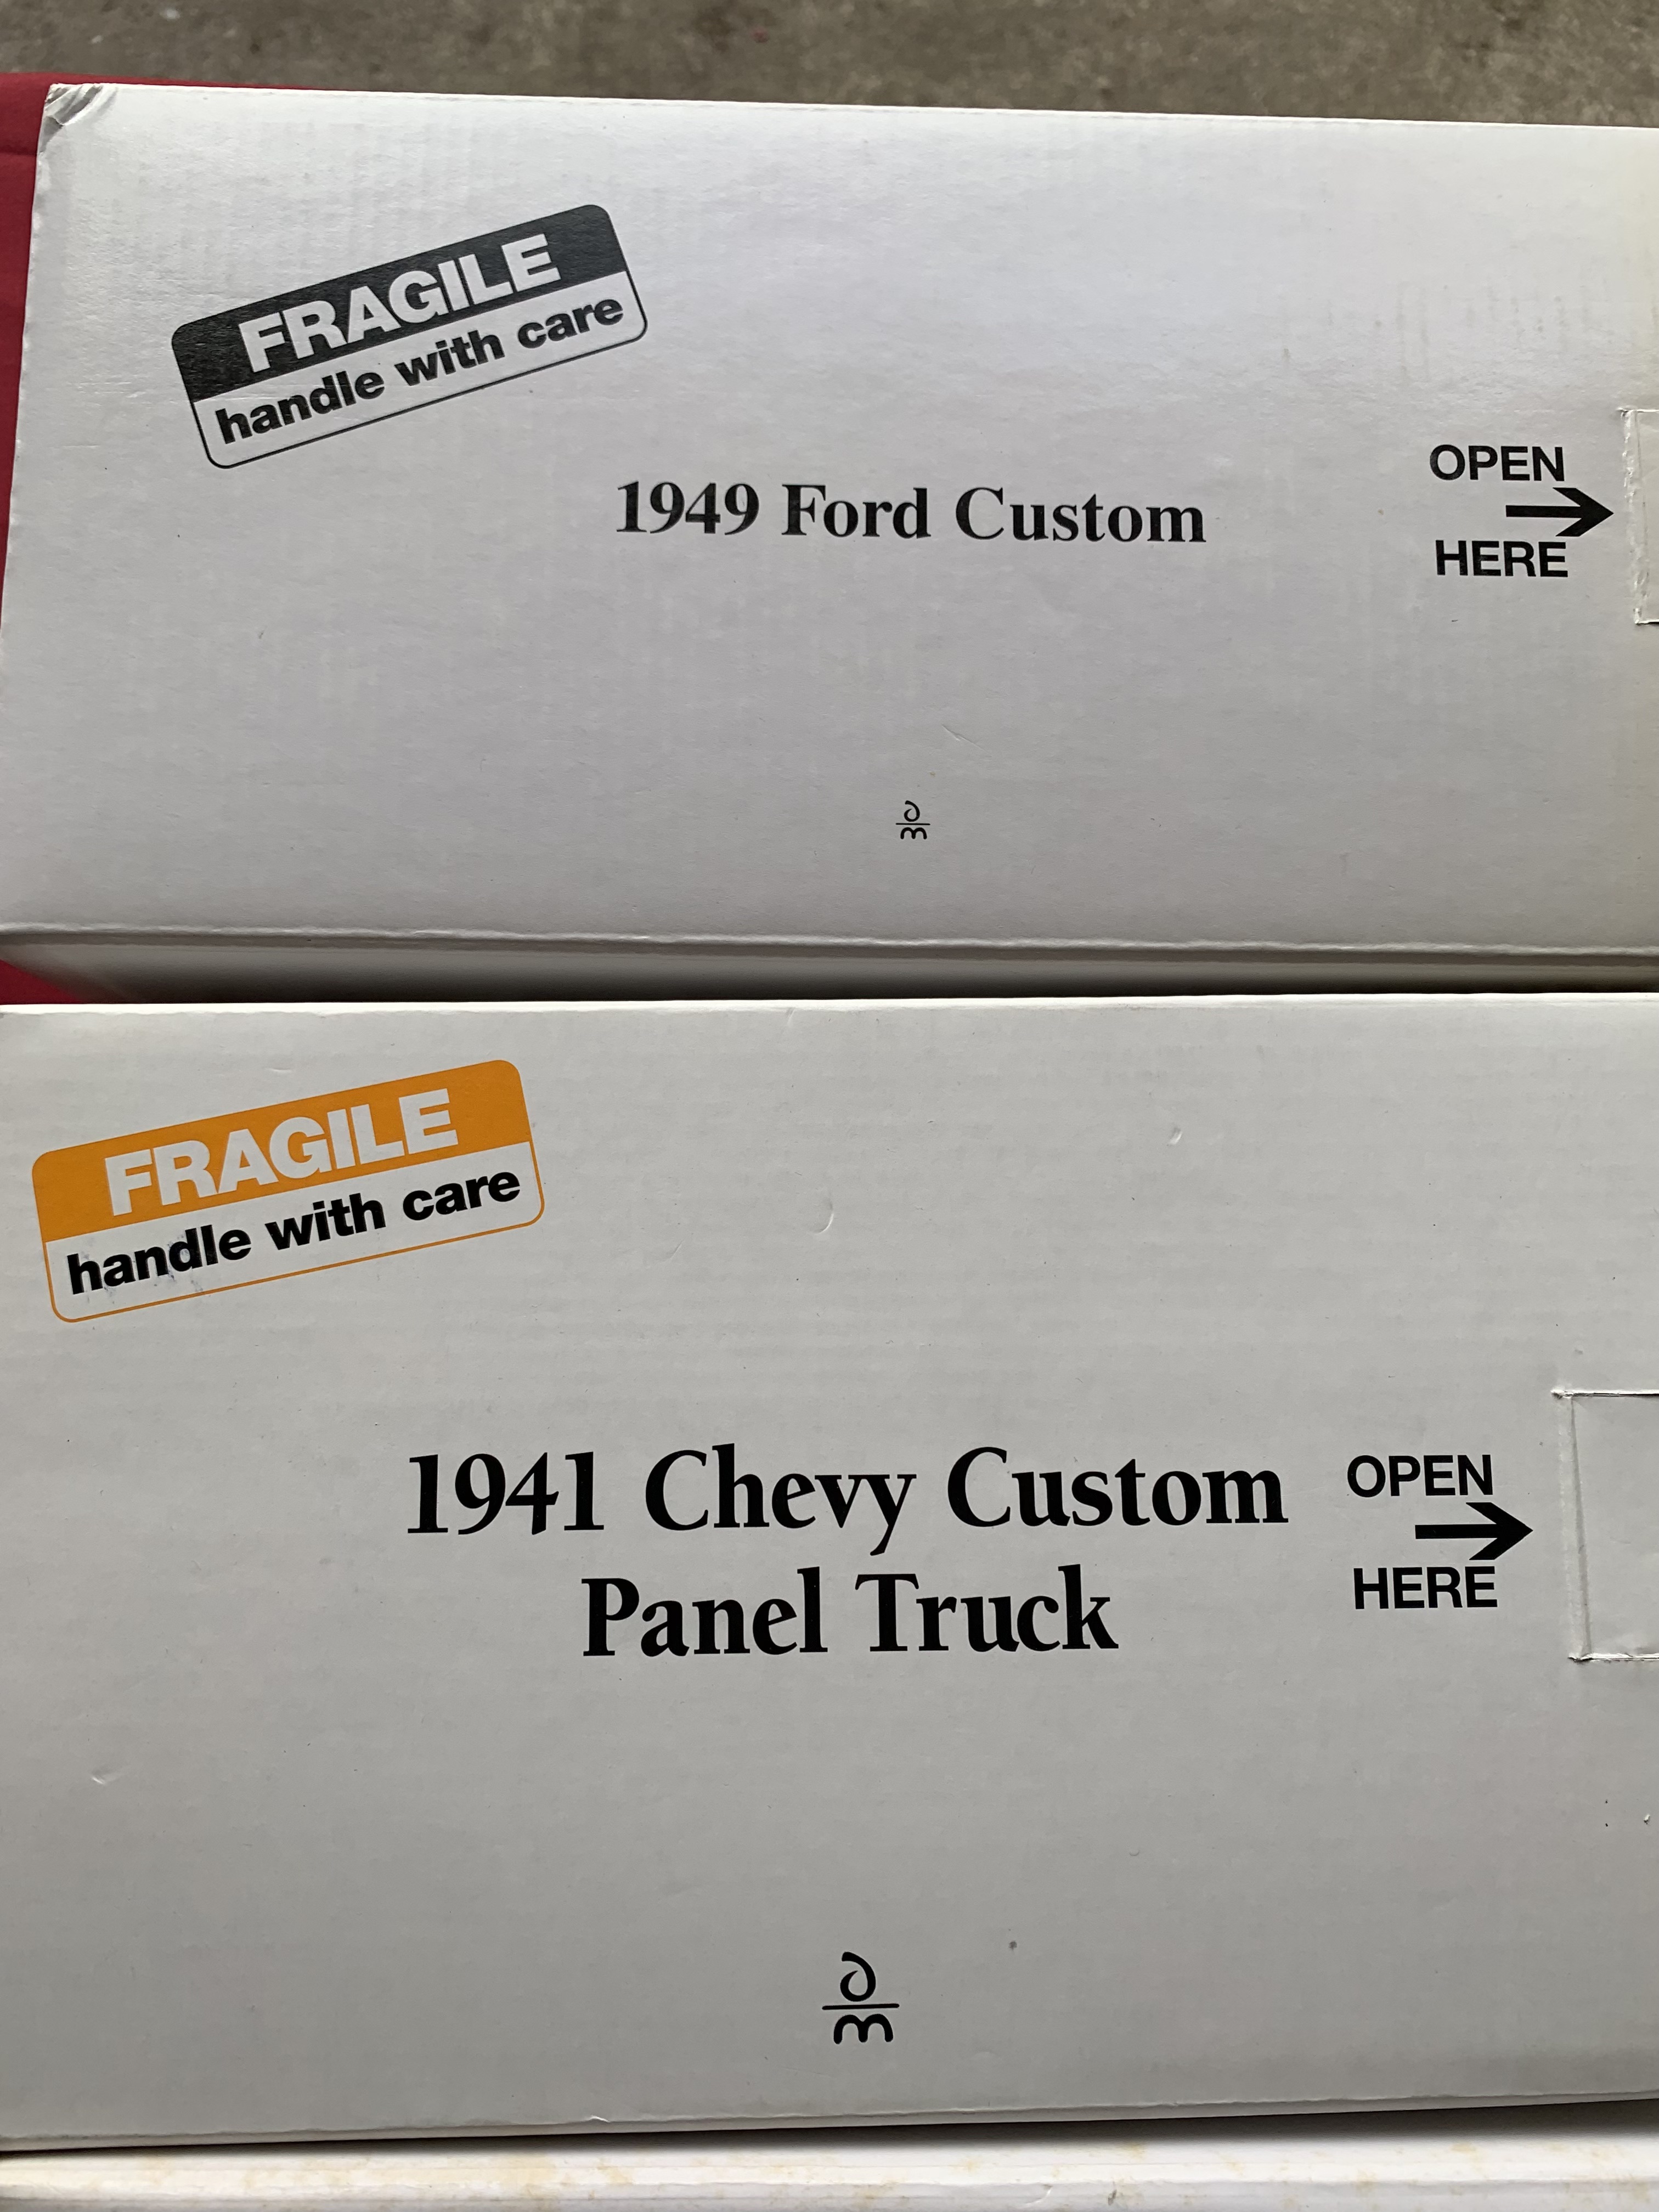 FRAGILE
handle with care
1949 Ford Custom
OPEN
HERE
FRAGILE
handle with care
1941 Chevy Custom
Panel Truck
OPEN
HERE